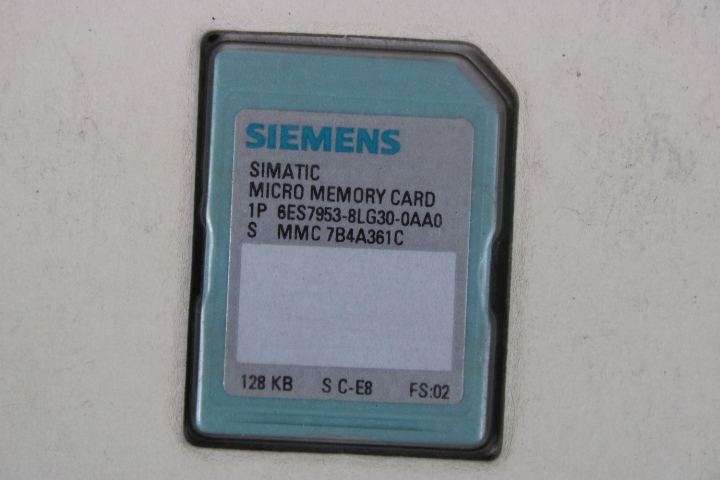 SIEMENS
SIMATIC
MICRO MEMORY CARD
1P 6ES7953-8LG30-0AA0
S MMC 7B4A361C
128 KB S C-E8 FS:02